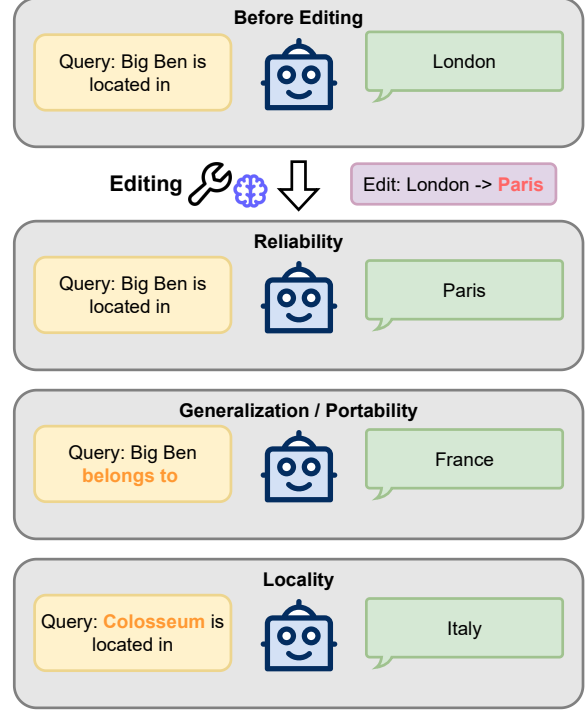 Before Editing
Query: Big Ben is
located in
London
Editing
Edit: London -> Paris
Reliability
Query: Big Ben is
located in
Paris
Generalization / Portability
Query: Big Ben
belongs to
France
Locality
Query: Colosseum is
located in
Italy